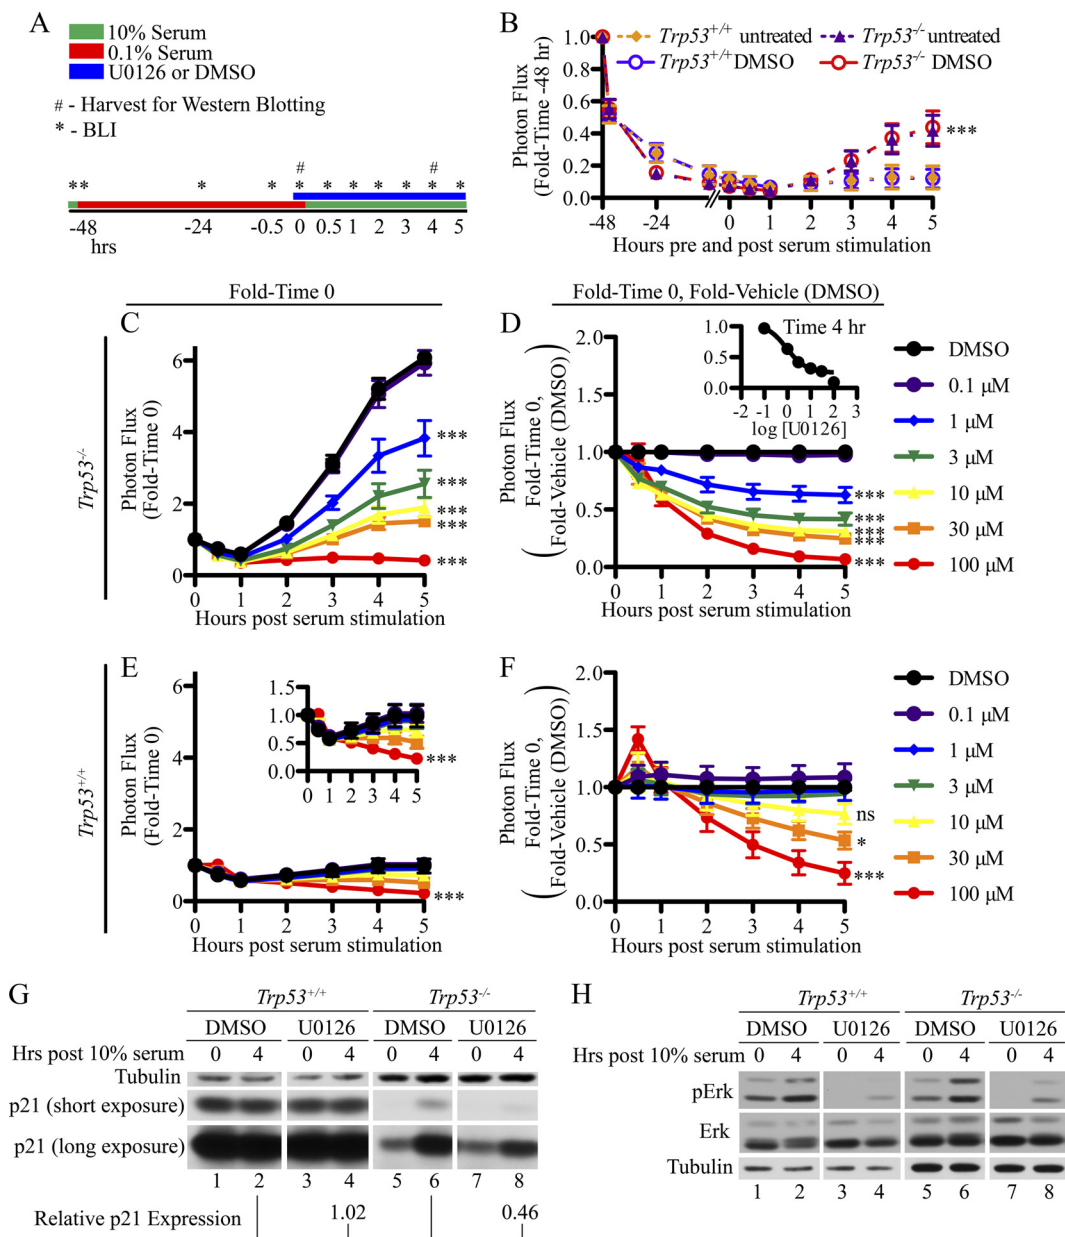 A
10% Serum
0.1% Serum
U0126 or DMSO
# - Harvest for Western Blotting
* - BLI
# #
** * * * * * * * * * *
-48 -24 -0.5 0 0.5 1 2 3 4 5
hrs
B
Trp53+/+ untreated
Trp53-/- untreated
Trp53+/+ DMSO
Trp53-/- DMSO
Photon Flux
(Fold-Time -48 hr)
1.0
0.8
0.6
0.4
0.2
0.0
***
-48 -24 0 1 2 3 4 5
Hours pre and post serum stimulation
Fold-Time 0
Fold-Time 0, Fold-Vehicle (DMSO)
Trp53-/-
C
Photon Flux
(Fold-Time 0)
6
4
2
0
***
***
***
***
***
0 1 2 3 4 5
Hours post serum stimulation
D
Photon Flux
Fold-Time 0,
(Fold-Vehicle (DMSO))
2.0
1.5
1.0
0.5
0.0
Time 4 hr
1.0
0.5
0.0
-2 -1 0 1 2 3
log [U0126]
***
***
***
***
***
0 1 2 3 4 5
Hours post serum stimulation
DMSO
0.1 μM
1 μM
3 μM
10 μM
30 μM
100 μM
Trp53+/+
E
Photon Flux
(Fold-Time 0)
6
4
2
0
1.5
1.0
0.5
0.0
0 1 2 3 4 5
***
***
0 1 2 3 4 5
Hours post serum stimulation
F
Photon Flux
Fold-Time 0,
(Fold-Vehicle (DMSO))
2.0
1.5
1.0
0.5
0.0
ns
*
***
0 1 2 3 4 5
Hours post serum stimulation
DMSO
0.1 μM
1 μM
3 μM
10 μM
30 μM
100 μM
G
Trp53+/+ Trp53-/-
DMSO U0126 DMSO U0126
Hrs post 10% serum 0 4 0 4 0 4 0 4
Tubulin
p21 (short exposure)
p21 (long exposure)
1 2 3 4 5 6 7 8
Relative p21 Expression 1.02 0.46
H
Trp53+/+ Trp53-/-
DMSO U0126 DMSO U0126
Hrs post 10% serum 0 4 0 4 0 4 0 4
pErk
Erk
Tubulin
1 2 3 4 5 6 7 8